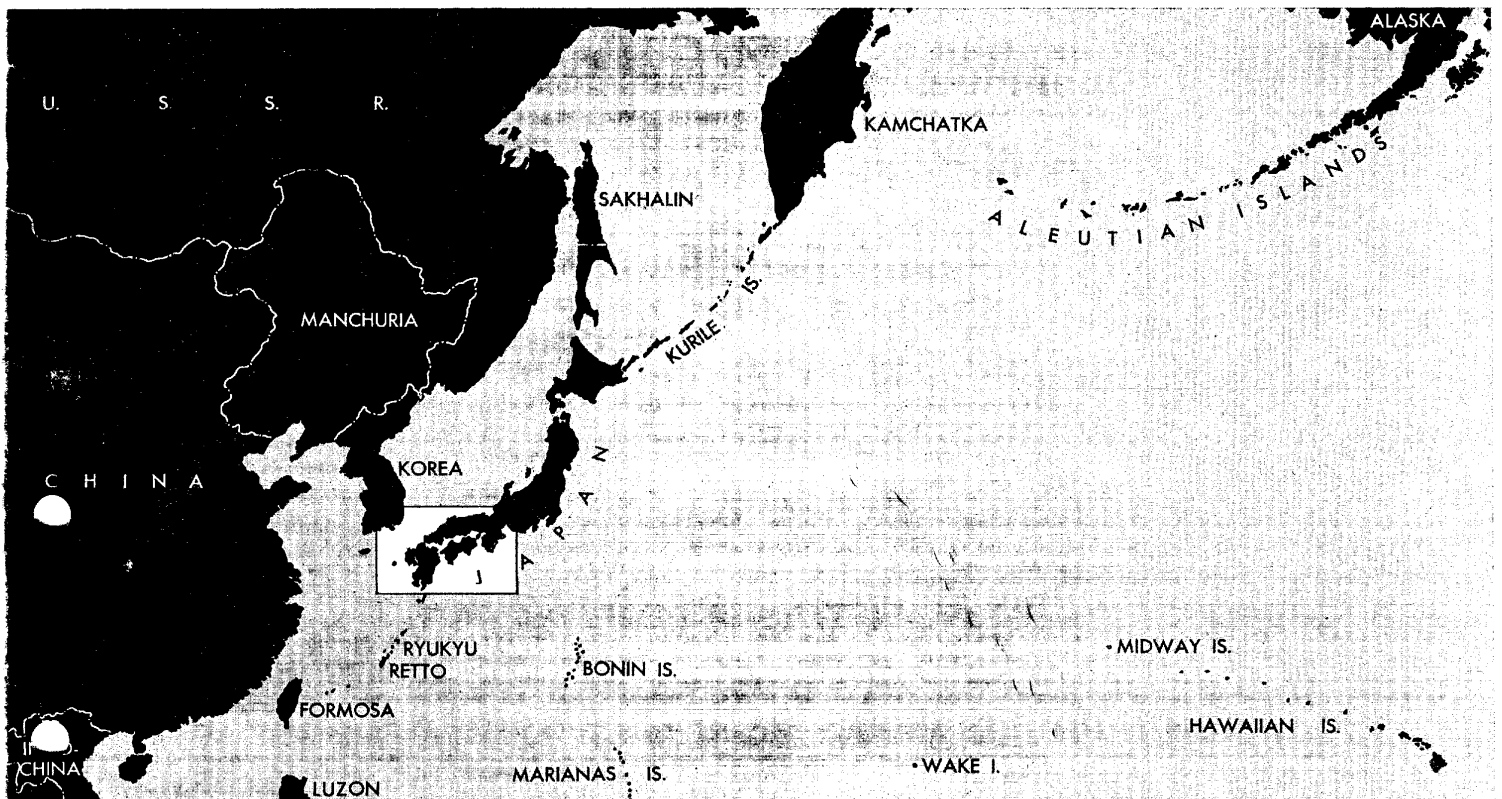 ALASKA
U. S. S. R.
KAMCHATKA
SAKHALIN
ALEUTIAN ISLANDS
MANCHURIA
KURILE IS.
KOREA
CHINA
JAPAN
RYUKYU
RETTO
BONIN IS.
MIDWAY IS.
FORMOSA
HAWAIIAN IS.
CHINA
MARIANAS IS.
WAKE I.
LUZON